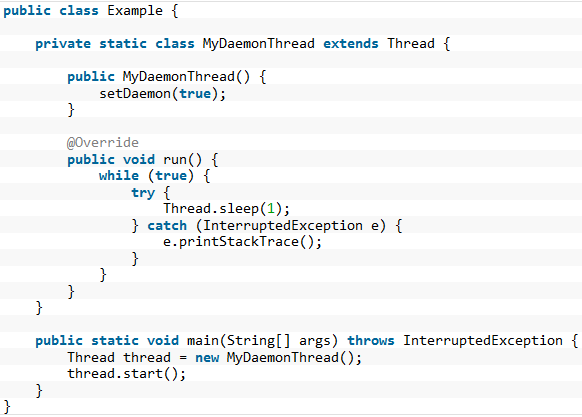 public class Example {
    private static class MyDaemonThread extends Thread {
        public MyDaemonThread() {
            setDaemon(true);
        }
        @Override
        public void run() {
            while (true) {
                try {
                    Thread.sleep(1);
                } catch (InterruptedException e) {
                    e.printStackTrace();
                }
            }
        }
    }
    public static void main(String[] args) throws InterruptedException {
        Thread thread = new MyDaemonThread();
        thread.start();
    }
}